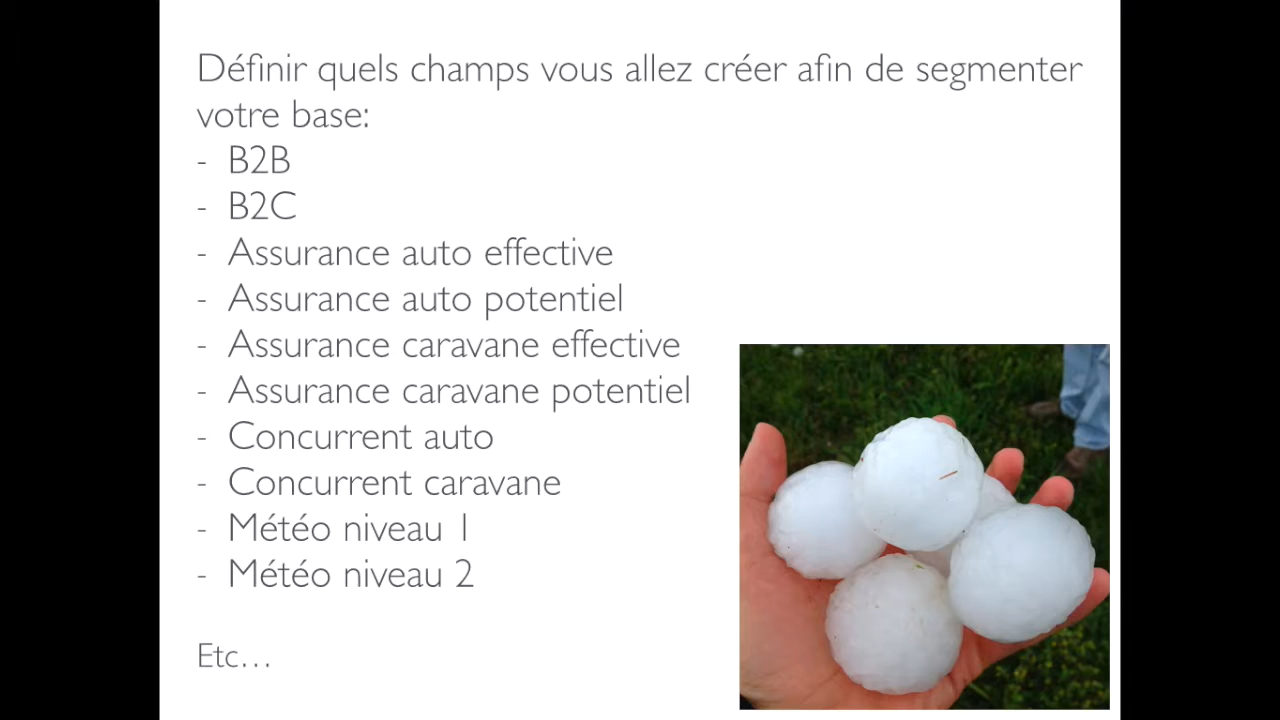 Définir quels champs vous allez créer afin de segmenter
votre base:
- B2B
- B2C
- Assurance auto effective
- Assurance auto potentiel
- Assurance caravane effective
- Assurance caravane potentiel
- Concurrent auto
- Concurrent caravane
- Météo niveau 1
- Météo niveau 2
Etc…